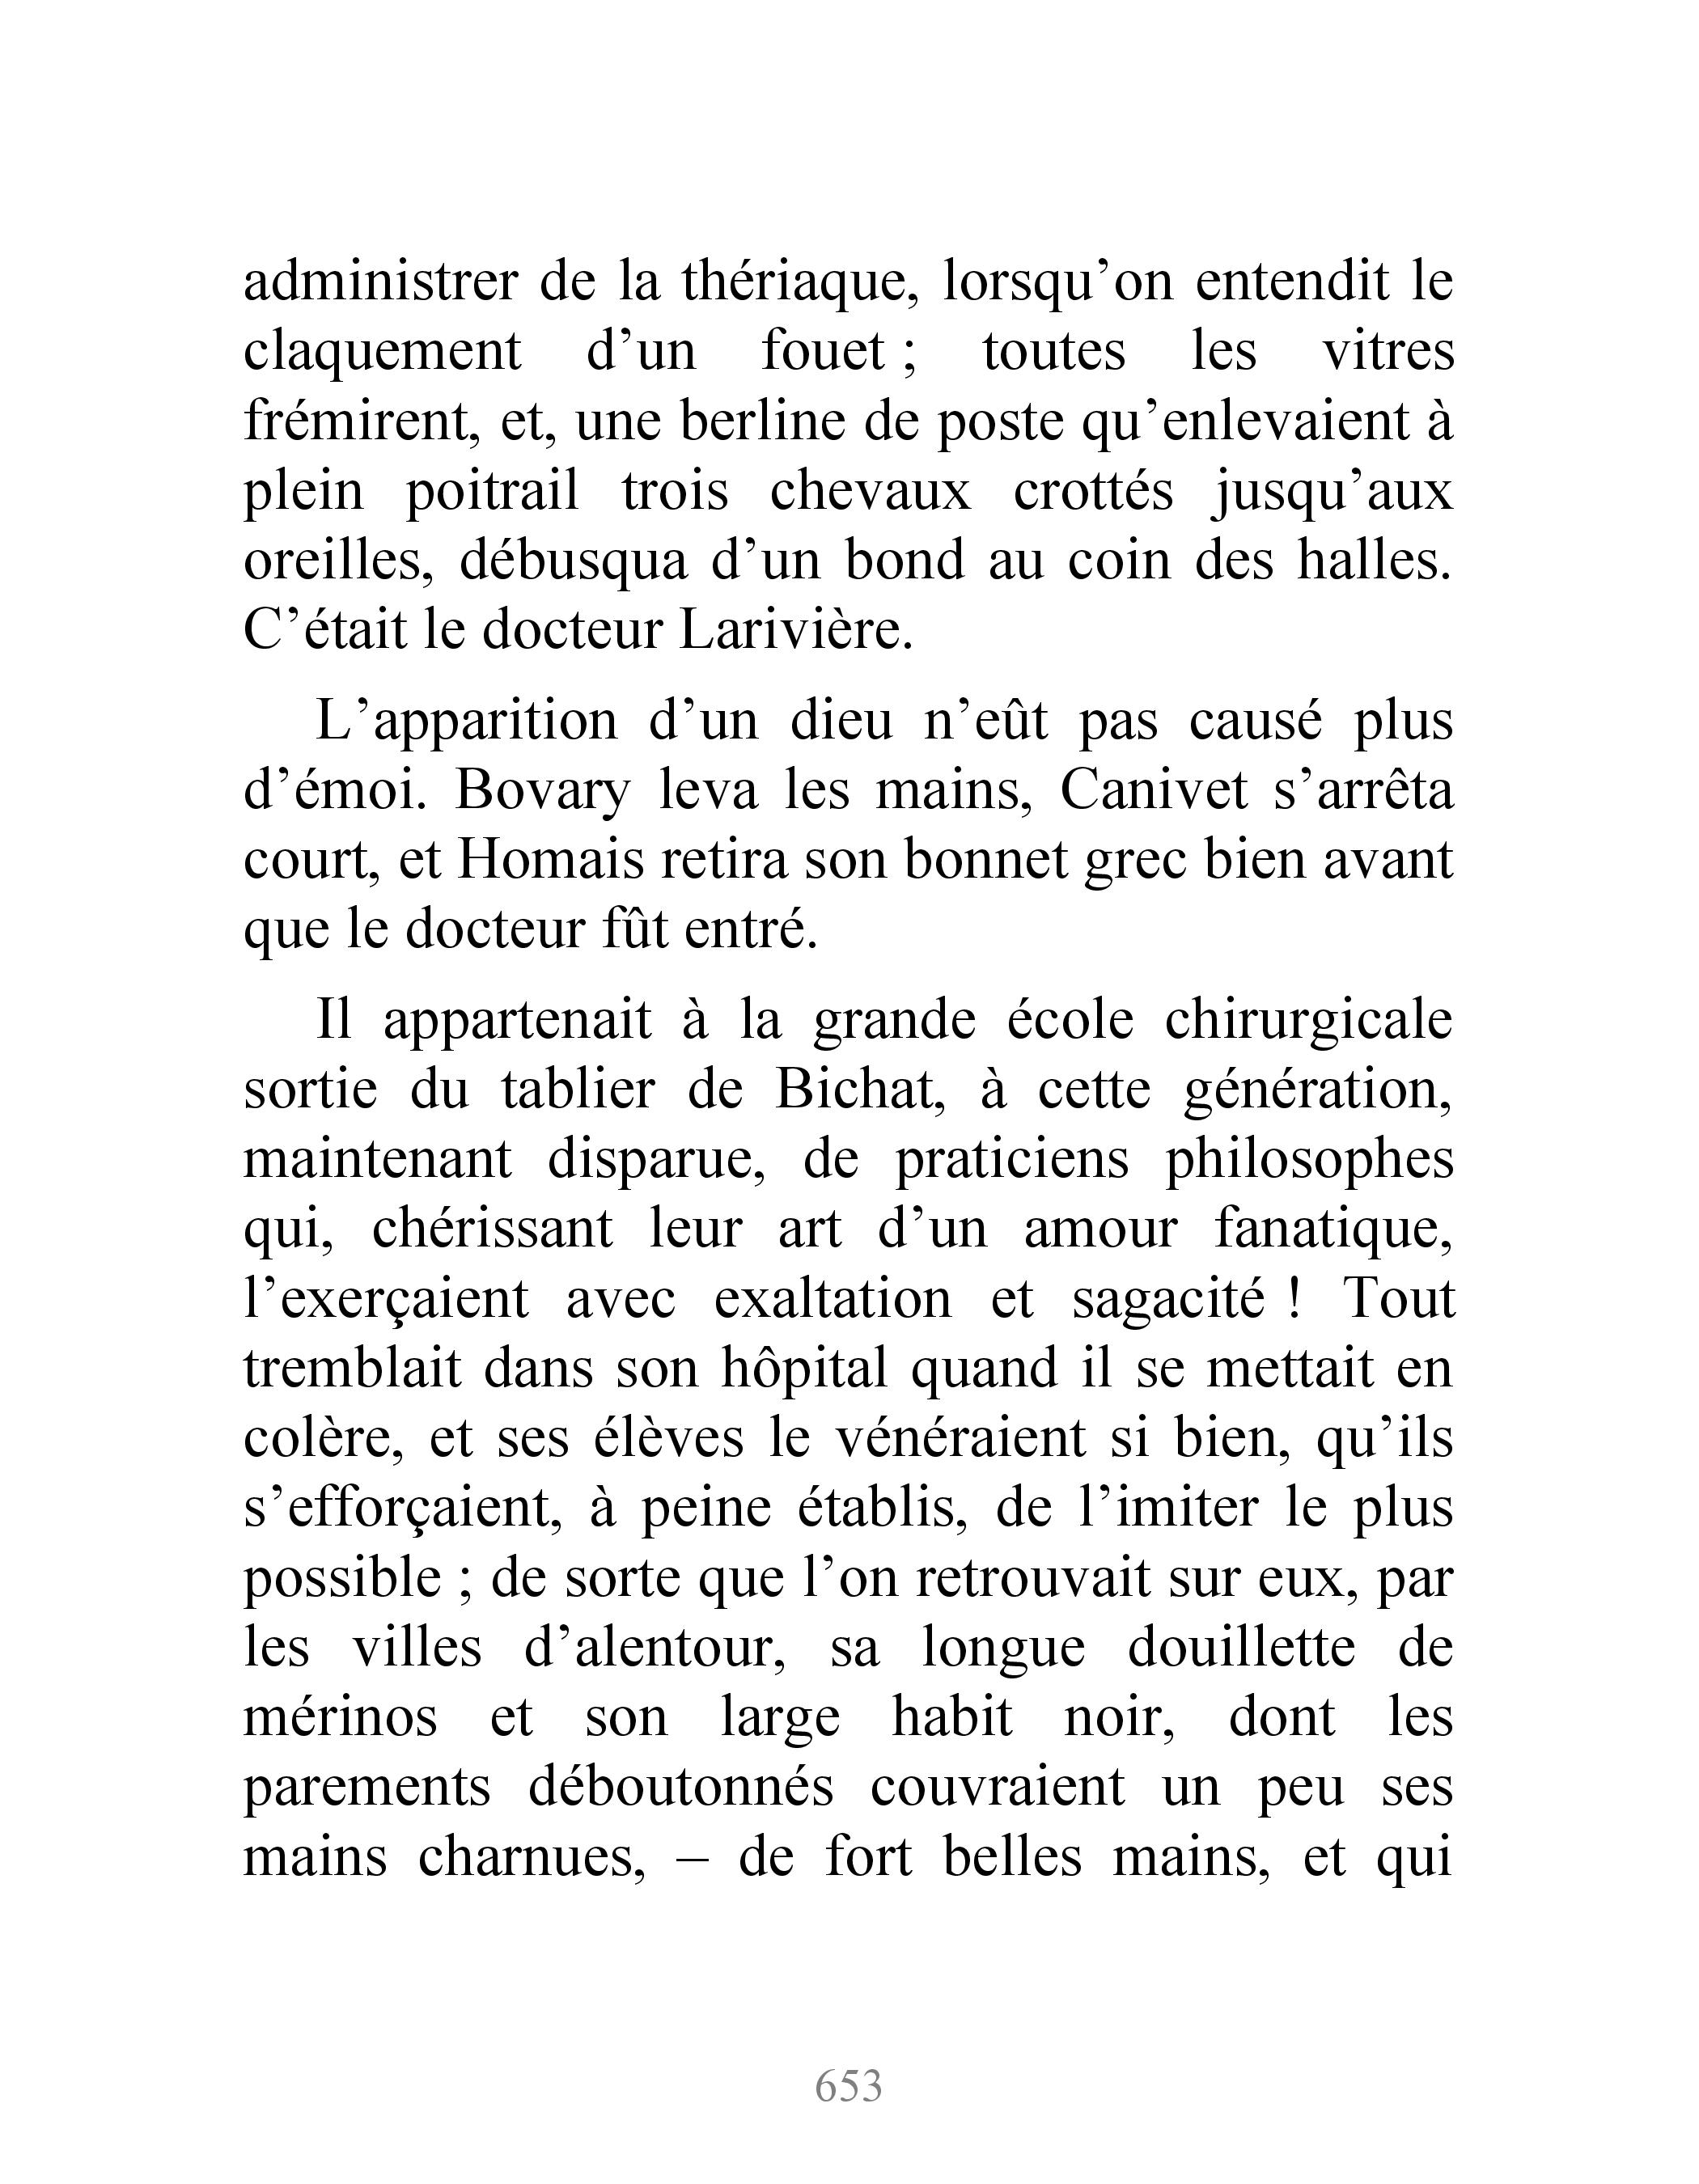 administrer de la thériaque, lorsqu’on entendit le
claquement d’un fouet ; toutes les vitres
frémirent, et, une berline de poste qu’enlevaient à
plein poitrail trois chevaux crottés jusqu’aux
oreilles, débusqua d’un bond au coin des halles.
C’était le docteur Larivière.
L’apparition d’un dieu n’eût pas causé plus
d’émoi. Bovary leva les mains, Canivet s’arrêta
court, et Homais retira son bonnet grec bien avant
que le docteur fût entré.
Il appartenait à la grande école chirurgicale
sortie du tablier de Bichat, à cette génération,
maintenant disparue, de praticiens philosophes
qui, chérissant leur art d’un amour fanatique,
l’exerçaient avec exaltation et sagacité ! Tout
tremblait dans son hôpital quand il se mettait en
colère, et ses élèves le vénéraient si bien, qu’ils
s’efforçaient, à peine établis, de l’imiter le plus
possible ; de sorte que l’on retrouvait sur eux, par
les villes d’alentour, sa longue douillette de
mérinos et son large habit noir, dont les
parements déboutonnés couvraient un peu ses
mains charnues, – de fort belles mains, et qui
653